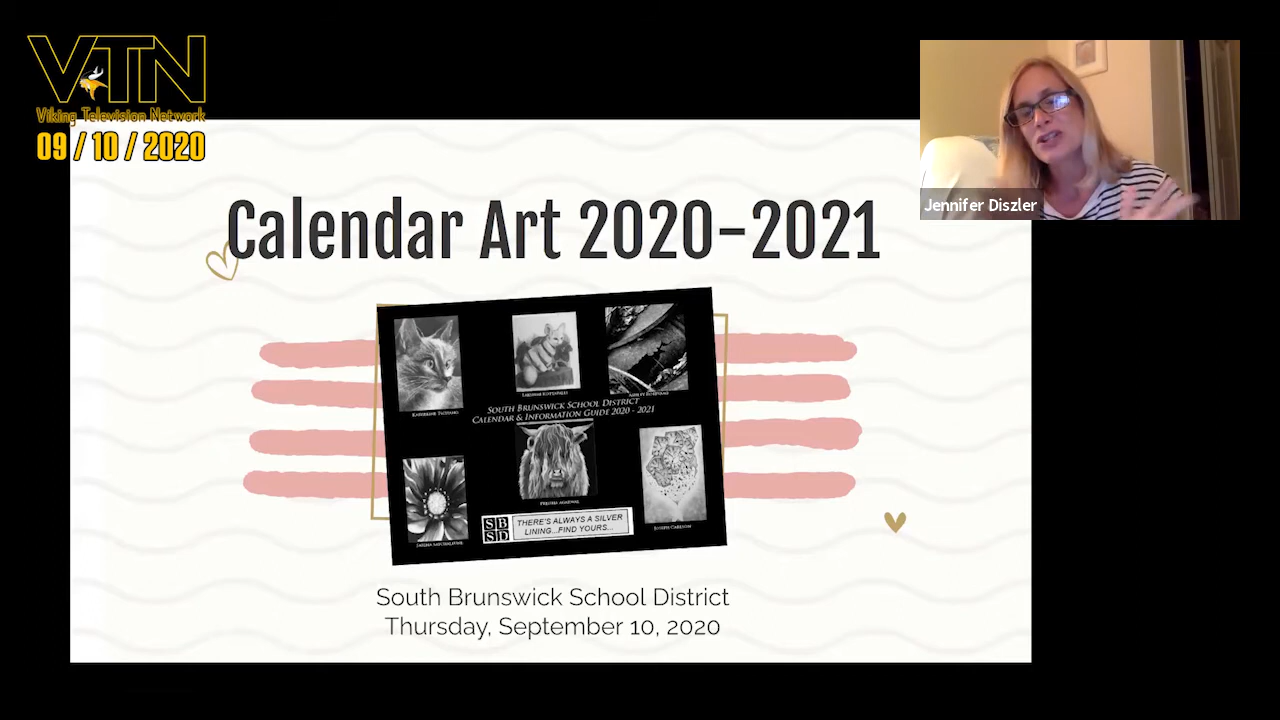 VTN
Viking Television Network
09 / 10 / 2020
Jennifer Diszler
Calendar Art 2020-2021
SOUTH BRUNSWICK SCHOOL DISTRICT
CALENDAR & INFORMATION GUIDE 2020 - 2021
JOSEPH CARLSON
SB
SD
THERE'S ALWAYS A SILVER
LINING...FIND YOURS...
South Brunswick School District
Thursday, September 10, 2020